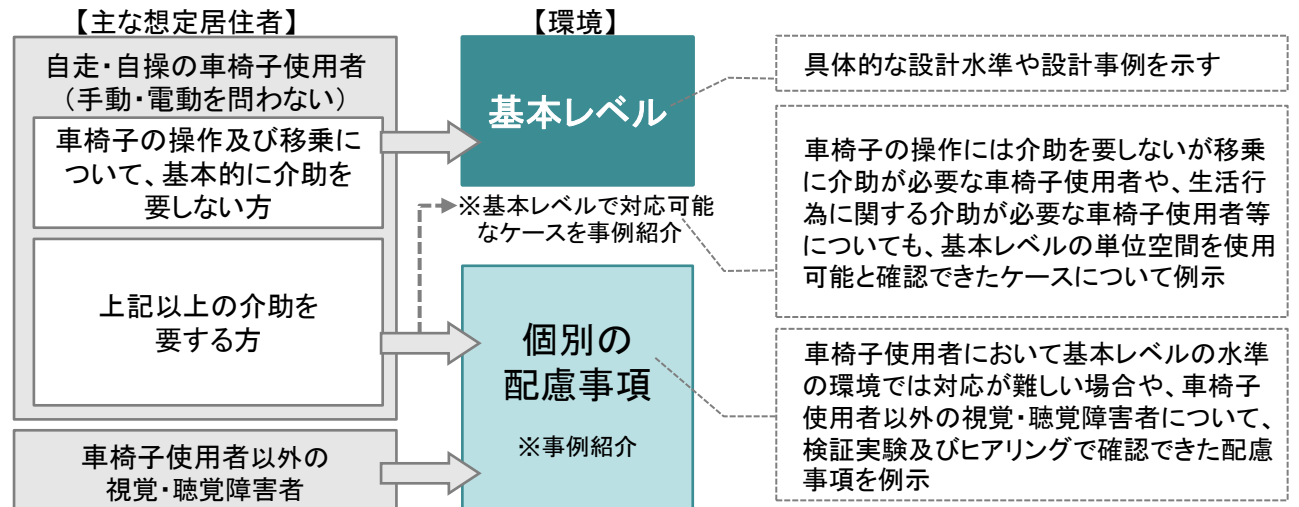 【主な想定居住者】
自走・自操の車椅子使用者
（手動・電動を問わない）
車椅子の操作及び移乗に
ついて、基本的に介助を
要しない方
上記以上の介助を
要する方
車椅子使用者以外の
視覚・聴覚障害者
【環境】
基本レベル
※基本レベルで対応可能
なケースを事例紹介
個別の
配慮事項
※事例紹介
具体的な設計水準や設計事例を示す
車椅子の操作には介助を要しないが移乗
に介助が必要な車椅子使用者や、生活行
為に関する介助が必要な車椅子使用者等
についても、基本レベルの単位空間を使用
可能と確認できたケースについて例示
車椅子使用者において基本レベルの水準
の環境では対応が難しい場合や、車椅子
使用者以外の視覚・聴覚障害者について、
検証実験及びヒアリングで確認できた配慮
事項を例示